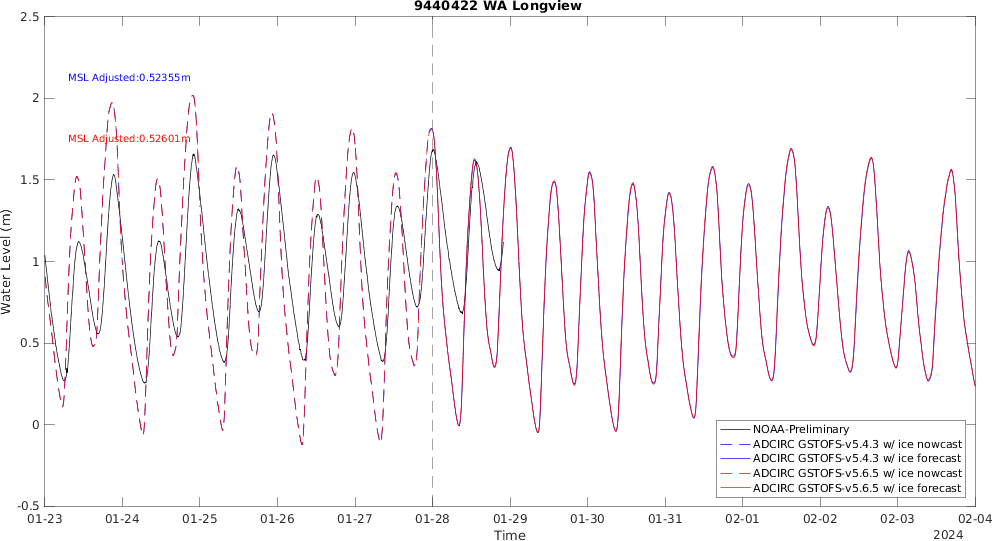 9440422 WA Longview
2.5
2
1.5
1
0.5
0
-0.5
Water Level (m)
MSL Adjusted:0.52355m
MSL Adjusted:0.52601m
NOAA-Preliminary
ADCIRC GSTOFS-v5.4.3 w/ ice nowcast
ADCIRC GSTOFS-v5.4.3 w/ ice forecast
ADCIRC GSTOFS-v5.6.5 w/ ice nowcast
ADCIRC GSTOFS-v5.6.5 w/ ice forecast
01-23 01-24 01-25 01-26 01-27 01-28 01-29 01-30 01-31 02-01 02-02 02-03 02-04
Time
2024